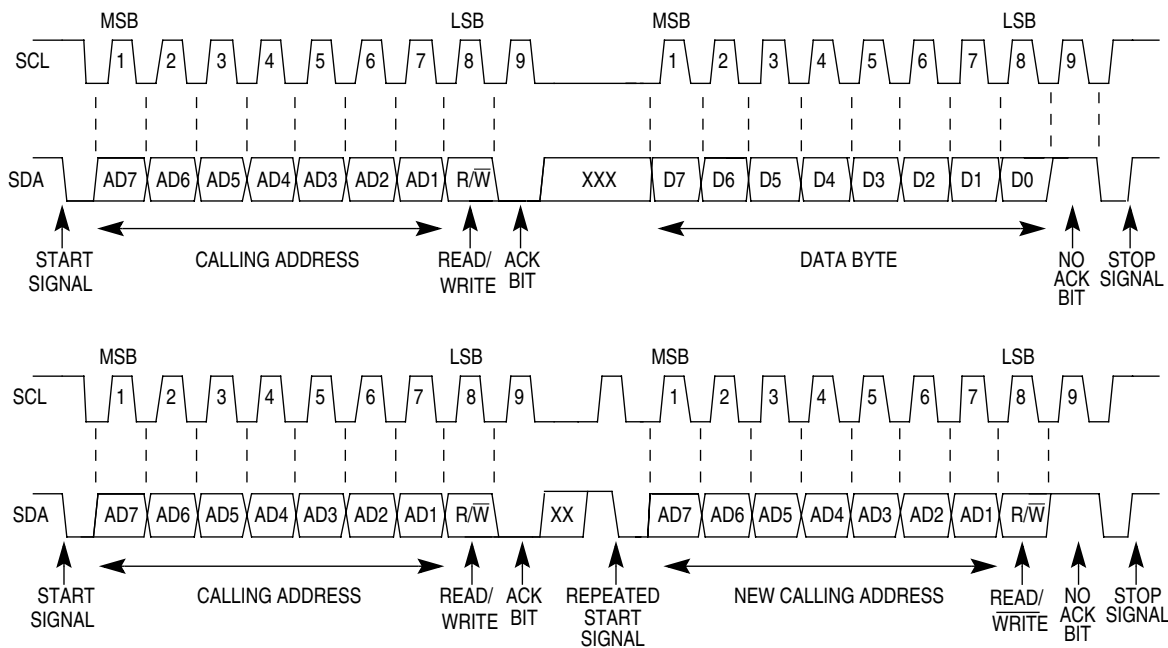 MSB LSB MSB LSB
SCL 1 2 3 4 5 6 7 8 9 1 2 3 4 5 6 7 8 9
SDA AD7 AD6 AD5 AD4 AD3 AD2 AD1 R/W̅ XXX D7 D6 D5 D4 D3 D2 D1 D0
START SIGNAL
CALLING ADDRESS
READ/
WRITE
ACK
BIT
DATA BYTE
NO
ACK
BIT
STOP
SIGNAL
MSB LSB MSB LSB
SCL 1 2 3 4 5 6 7 8 9 1 2 3 4 5 6 7 8 9
SDA AD7 AD6 AD5 AD4 AD3 AD2 AD1 R/W̅ XX AD7 AD6 AD5 AD4 AD3 AD2 AD1 R/W̅
START
SIGNAL
CALLING ADDRESS
READ/
WRITE
ACK
BIT
REPEATED
START
SIGNAL
NEW CALLING ADDRESS
READ/
W̅R̅I̅T̅E̅
NO
ACK
BIT
STOP
SIGNAL